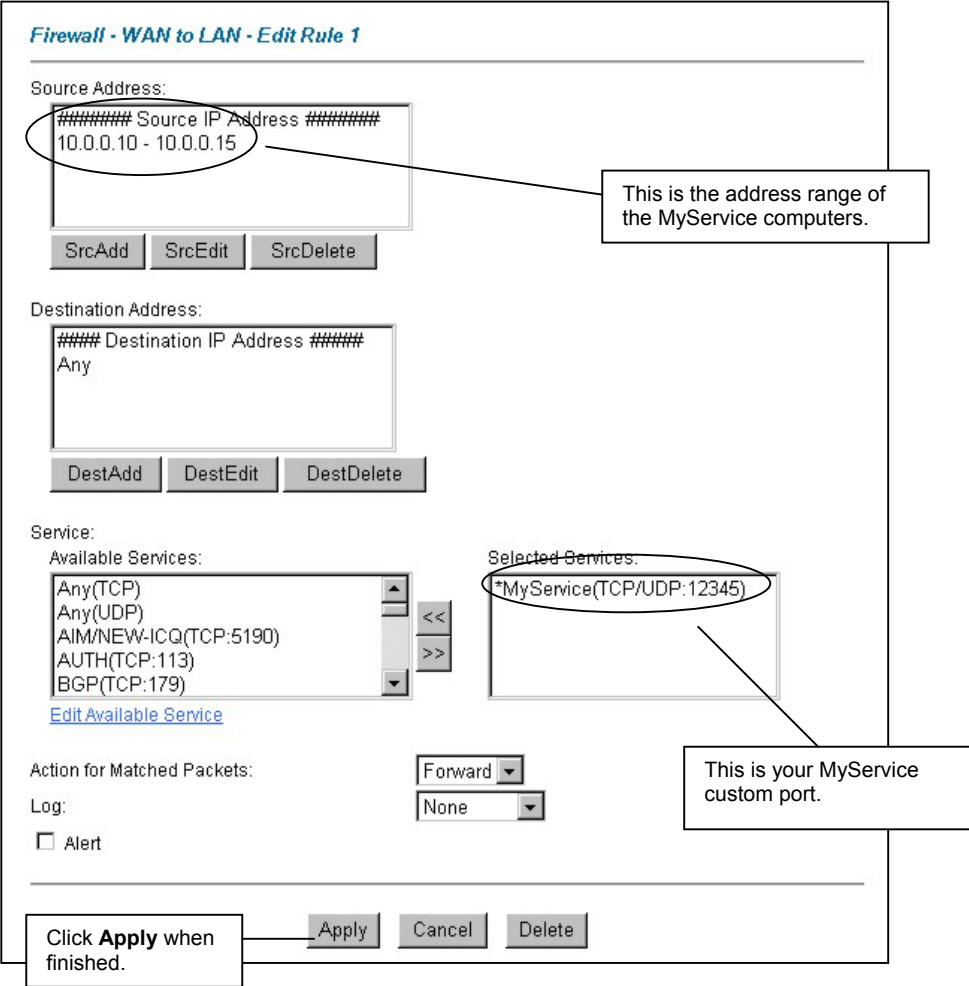 Firewall - WAN to LAN - Edit Rule 1
Source Address:
####### Source IP Address #######
10.0.0.10 - 10.0.0.15
This is the address range of
the MyService computers.
SrcAdd SrcEdit SrcDelete
Destination Address:
#### Destination IP Address #####
Any
DestAdd DestEdit DestDelete
Service:
Available Services: Selected Services:
Any(TCP)
Any(UDP)
AIM/NEW-ICQ(TCP:5190)
AUTH(TCP:113)
BGP(TCP:179)
<<
>>
*MyService(TCP/UDP:12345)
Edit Available Service
This is your MyService
custom port.
Action for Matched Packets: Forward
Log: None
Alert
Click Apply when
finished.
Apply Cancel Delete